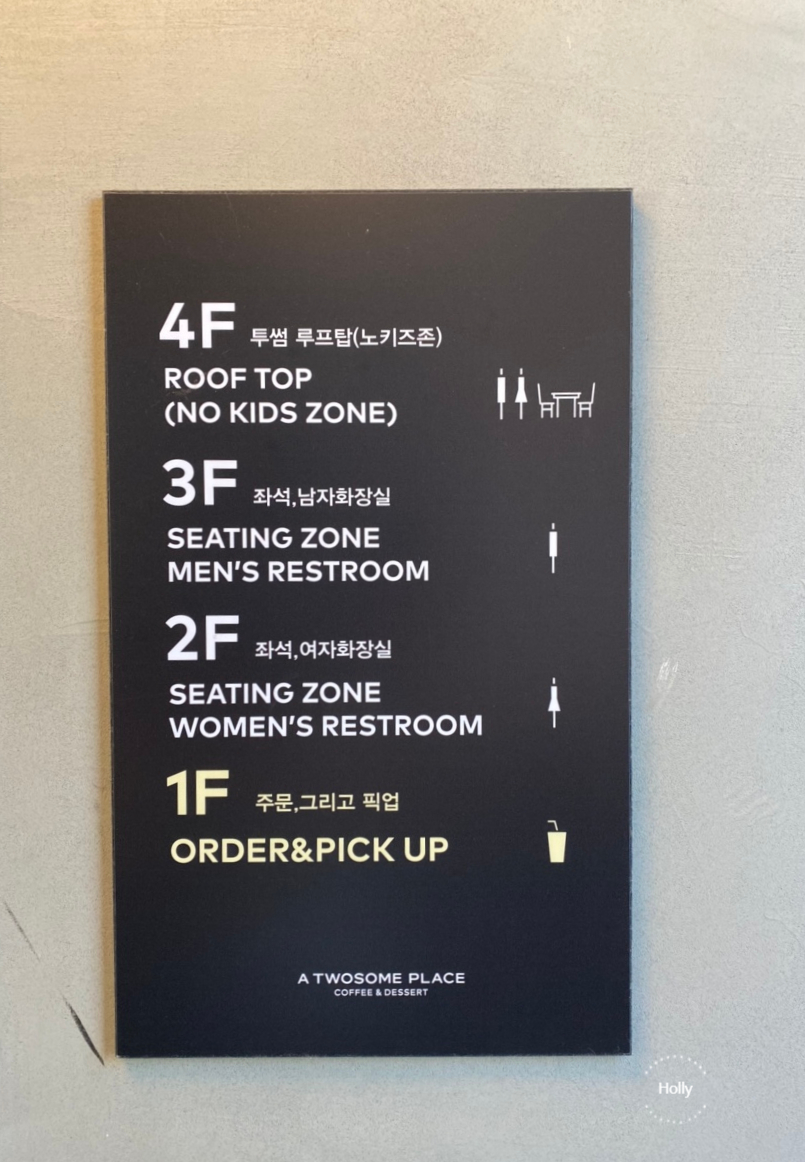 4F 투썸 루프탑(노키즈존)
ROOF TOP
(NO KIDS ZONE)
3F 좌석,남자화장실
SEATING ZONE
MEN'S RESTROOM
2F 좌석,여자화장실
SEATING ZONE
WOMEN'S RESTROOM
1F 주문,그리고 픽업
ORDER&PICK UP
A TWOSOME PLACE
COFFEE & DESSERT
Holly